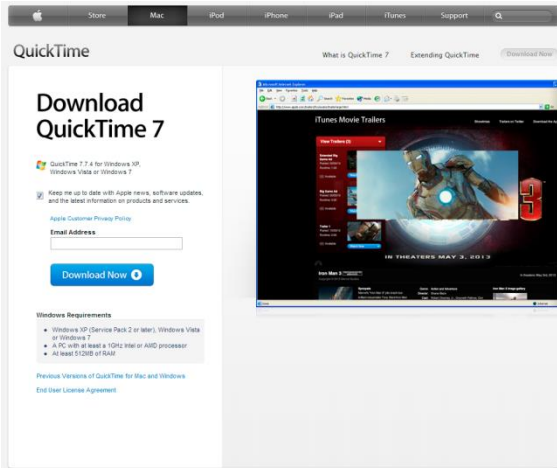 Store Mac iPod iPhone iPad iTunes Support
QuickTime
What is QuickTime 7 Extending QuickTime Download Now
Download
QuickTime 7
QuickTime 7.7.4 for Windows XP,
Windows Vista or Windows 7
Keep me up to date with Apple news, software updates,
and the latest information on products and services.
Apple Customer Privacy Policy
Email Address
Download Now
Windows Requirements
Windows XP (Service Pack 2 or later), Windows Vista
or Windows 7
A PC with at least a 1GHz Intel or AMD processor
At least 512MB of RAM
Previous Versions of QuickTime for Mac and Windows
End User License Agreement
iTunes Movie Trailers
View Trailers (3)
3
IN THEATERS MAY 3, 2013
Iron Man 3